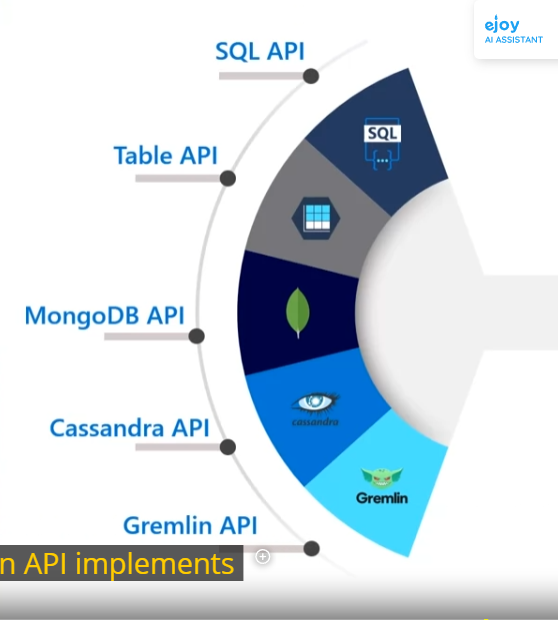 ejoy
AI ASSISTANT
SQL API
SQL
{...}
Table API
MongoDB API
cassandra
Cassandra API
Gremlin
Gremlin API
n API implements